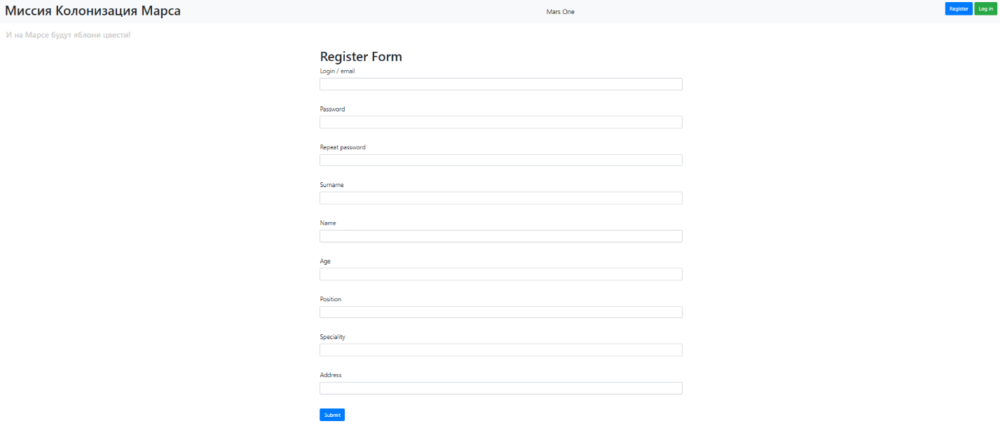 Миссия Колонизация Марса
Mars One
Register
Log in
И на Марсе будут яблони цвести!
Register Form
Login / email
Password
Repeat password
Surname
Name
Age
Position
Speciality
Address
Submit